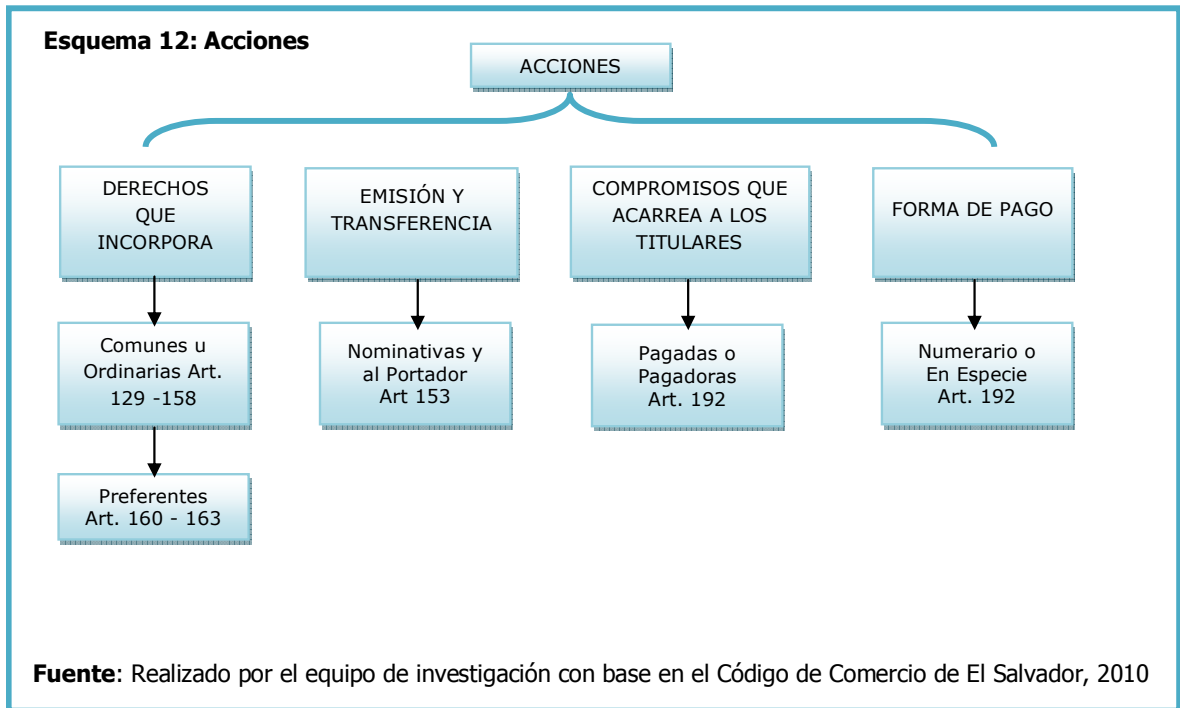 Esquema 12: Acciones
ACCIONES
DERECHOS
QUE
INCORPORA
EMISIÓN Y
TRANSFERENCIA
COMPROMISOS QUE
ACARREA A LOS
TITULARES
FORMA DE PAGO
Comunes u
Ordinarias Art.
129 -158
Nominativas y
al Portador
Art 153
Pagadas o
Pagadoras
Art. 192
Numerario o
En Especie
Art. 192
Preferentes
Art. 160 - 163
Fuente: Realizado por el equipo de investigación con base en el Código de Comercio de El Salvador, 2010